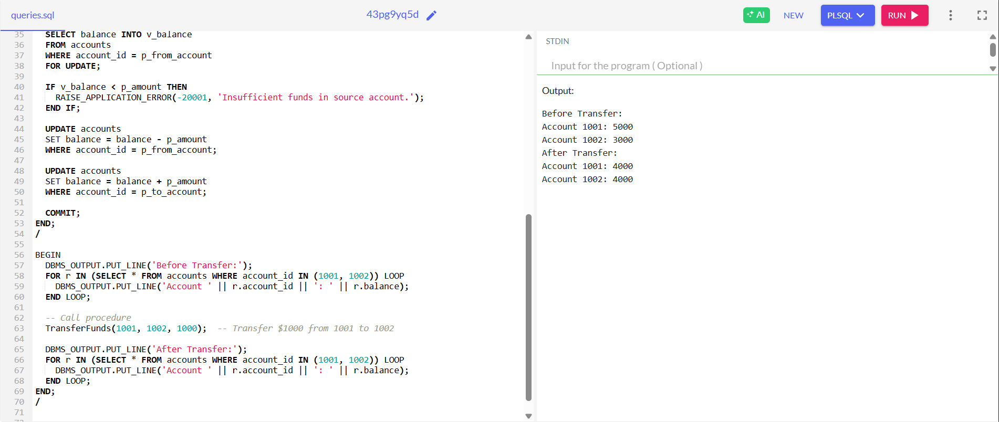 queries.sql
43pg9yq5d
AI
NEW
PLSQL
RUN
35 SELECT balance INTO v_balance
36 FROM accounts
37 WHERE account_id = p_from_account
38 FOR UPDATE;
39
40 IF v_balance < p_amount THEN
41 RAISE_APPLICATION_ERROR(-20001, 'Insufficient funds in source account.');
42 END IF;
43
44 UPDATE accounts
45 SET balance = balance - p_amount
46 WHERE account_id = p_from_account;
47
48 UPDATE accounts
49 SET balance = balance + p_amount
50 WHERE account_id = p_to_account;
51
52 COMMIT;
53 END;
54 /
55
56 BEGIN
57 DBMS_OUTPUT.PUT_LINE('Before Transfer:');
58 FOR r IN (SELECT * FROM accounts WHERE account_id IN (1001, 1002)) LOOP
59 DBMS_OUTPUT.PUT_LINE('Account ' || r.account_id || ': ' || r.balance);
60 END LOOP;
61
62 -- Call procedure
63 TransferFunds(1001, 1002, 1000); -- Transfer $1000 from 1001 to 1002
64
65 DBMS_OUTPUT.PUT_LINE('After Transfer:');
66 FOR r IN (SELECT * FROM accounts WHERE account_id IN (1001, 1002)) LOOP
67 DBMS_OUTPUT.PUT_LINE('Account ' || r.account_id || ': ' || r.balance);
68 END LOOP;
69 END;
70 /
71
STDIN
Input for the program ( Optional )
Output:
Before Transfer:
Account 1001: 5000
Account 1002: 3000
After Transfer:
Account 1001: 4000
Account 1002: 4000